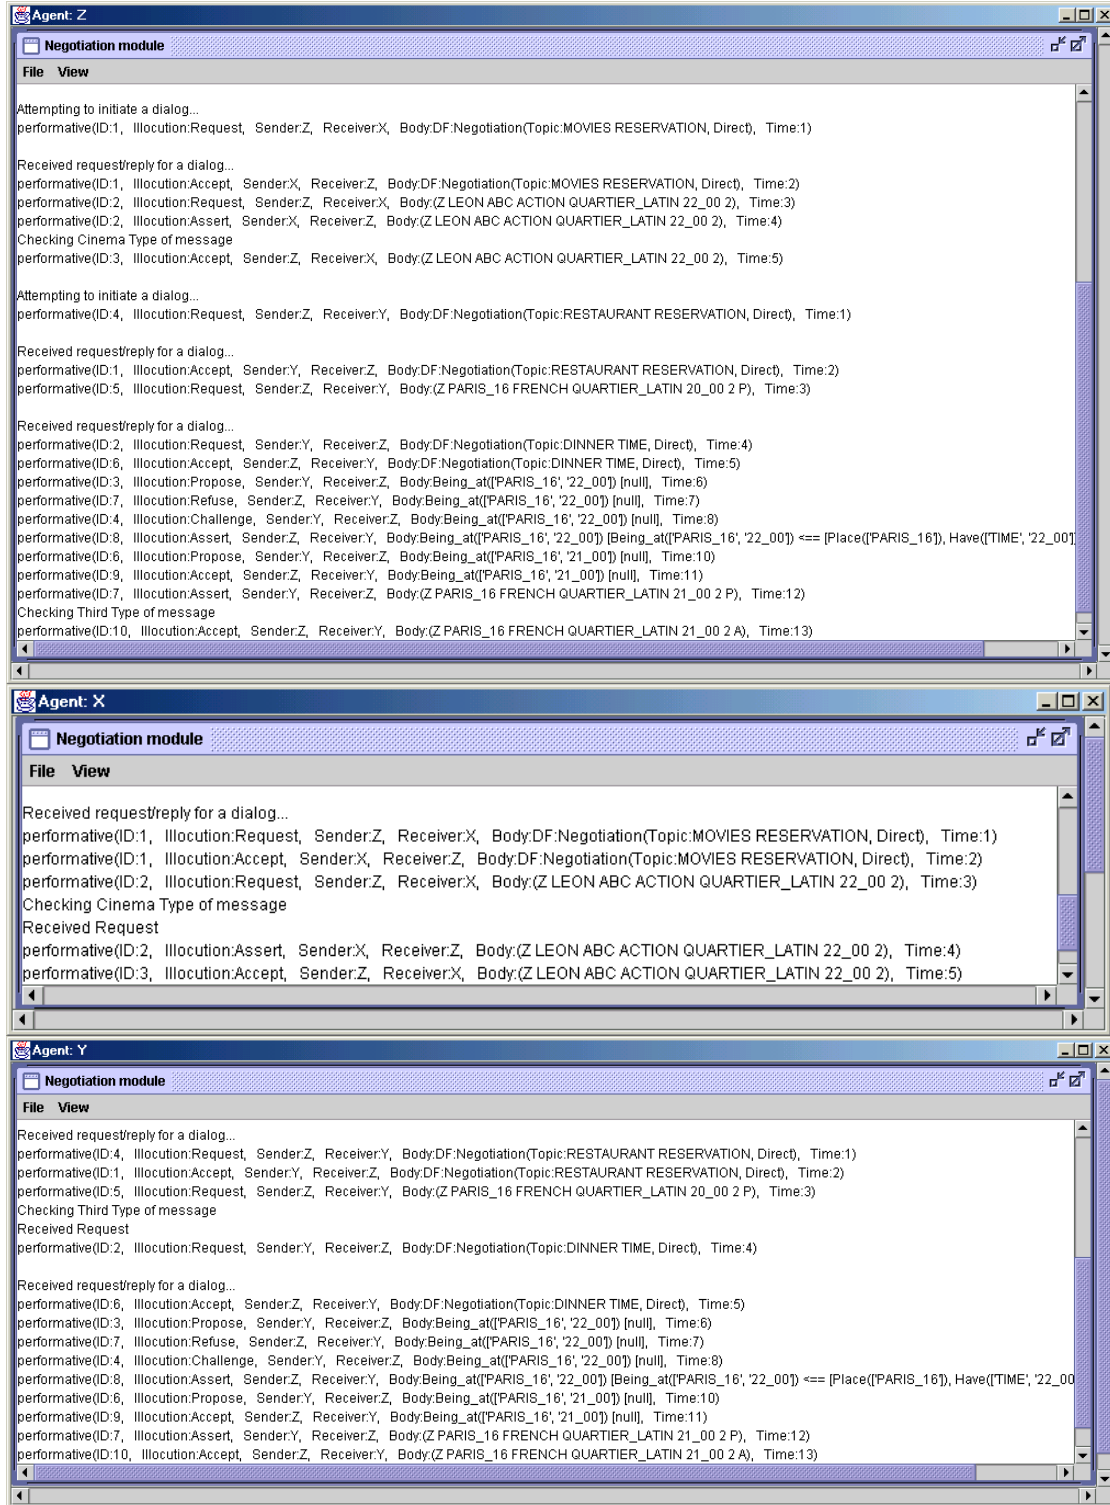 Agent: Z
Negotiation module
File View
Attempting to initiate a dialog...
performative(ID:1, Illocution:Request, Sender:Z, Receiver:X, Body:DF:Negotiation(Topic:MOVIES RESERVATION, Direct), Time:1)
Received request/reply for a dialog...
performative(ID:1, Illocution:Accept, Sender:X, Receiver:Z, Body:DF:Negotiation(Topic:MOVIES RESERVATION, Direct), Time:2)
performative(ID:2, Illocution:Request, Sender:Z, Receiver:X, Body:(Z LEON ABC ACTION QUARTIER_LATIN 22_00 2), Time:3)
performative(ID:2, Illocution:Assert, Sender:X, Receiver:Z, Body:(Z LEON ABC ACTION QUARTIER_LATIN 22_00 2), Time:4)
Checking Cinema Type of message
performative(ID:3, Illocution:Accept, Sender:Z, Receiver:X, Body:(Z LEON ABC ACTION QUARTIER_LATIN 22_00 2), Time:5)
Attempting to initiate a dialog...
performative(ID:4, Illocution:Request, Sender:Z, Receiver:Y, Body:DF:Negotiation(Topic:RESTAURANT RESERVATION, Direct), Time:1)
Received request/reply for a dialog...
performative(ID:1, Illocution:Accept, Sender:Y, Receiver:Z, Body:DF:Negotiation(Topic:RESTAURANT RESERVATION, Direct), Time:2)
performative(ID:5, Illocution:Request, Sender:Z, Receiver:Y, Body:(Z PARIS_16 FRENCH QUARTIER_LATIN 20_00 2 P), Time:3)
Received request/reply for a dialog...
performative(ID:2, Illocution:Request, Sender:Y, Receiver:Z, Body:DF:Negotiation(Topic:DINNER TIME, Direct), Time:4)
performative(ID:6, Illocution:Accept, Sender:Z, Receiver:Y, Body:DF:Negotiation(Topic:DINNER TIME, Direct), Time:5)
performative(ID:3, Illocution:Propose, Sender:Y, Receiver:Z, Body:Being_at(['PARIS_16', '22_00']) [null], Time:6)
performative(ID:7, Illocution:Refuse, Sender:Z, Receiver:Y, Body:Being_at(['PARIS_16', '22_00']) [null], Time:7)
performative(ID:4, Illocution:Challenge, Sender:Y, Receiver:Z, Body:Being_at(['PARIS_16', '22_00']) [null], Time:8)
performative(ID:8, Illocution:Assert, Sender:Z, Receiver:Y, Body:Being_at(['PARIS_16', '22_00']) [Being_at(['PARIS_16', '22_00']) <== [Place(['PARIS_16']), Have(['TIME', '22_00']
performative(ID:6, Illocution:Propose, Sender:Y, Receiver:Z, Body:Being_at(['PARIS_16', '21_00']) [null], Time:10)
performative(ID:9, Illocution:Accept, Sender:Z, Receiver:Y, Body:Being_at(['PARIS_16', '21_00']) [null], Time:11)
performative(ID:7, Illocution:Assert, Sender:Y, Receiver:Z, Body:(Z PARIS_16 FRENCH QUARTIER_LATIN 21_00 2 P), Time:12)
Checking Third Type of message
performative(ID:10, Illocution:Accept, Sender:Z, Receiver:Y, Body:(Z PARIS_16 FRENCH QUARTIER_LATIN 21_00 2 A), Time:13)
Agent: X
Negotiation module
File View
Received request/reply for a dialog...
performative(ID:1, Illocution:Request, Sender:Z, Receiver:X, Body:DF:Negotiation(Topic:MOVIES RESERVATION, Direct), Time:1)
performative(ID:1, Illocution:Accept, Sender:X, Receiver:Z, Body:DF:Negotiation(Topic:MOVIES RESERVATION, Direct), Time:2)
performative(ID:2, Illocution:Request, Sender:Z, Receiver:X, Body:(Z LEON ABC ACTION QUARTIER_LATIN 22_00 2), Time:3)
Checking Cinema Type of message
Received Request
performative(ID:2, Illocution:Assert, Sender:X, Receiver:Z, Body:(Z LEON ABC ACTION QUARTIER_LATIN 22_00 2), Time:4)
performative(ID:3, Illocution:Accept, Sender:Z, Receiver:X, Body:(Z LEON ABC ACTION QUARTIER_LATIN 22_00 2), Time:5)
Agent: Y
Negotiation module
File View
Received request/reply for a dialog...
performative(ID:4, Illocution:Request, Sender:Z, Receiver:Y, Body:DF:Negotiation(Topic:RESTAURANT RESERVATION, Direct), Time:1)
performative(ID:1, Illocution:Accept, Sender:Y, Receiver:Z, Body:DF:Negotiation(Topic:RESTAURANT RESERVATION, Direct), Time:2)
performative(ID:5, Illocution:Request, Sender:Z, Receiver:Y, Body:(Z PARIS_16 FRENCH QUARTIER_LATIN 20_00 2 P), Time:3)
Checking Third Type of message
Received Request
performative(ID:2, Illocution:Request, Sender:Y, Receiver:Z, Body:DF:Negotiation(Topic:DINNER TIME, Direct), Time:4)
Received request/reply for a dialog...
performative(ID:6, Illocution:Accept, Sender:Z, Receiver:Y, Body:DF:Negotiation(Topic:DINNER TIME, Direct), Time:5)
performative(ID:3, Illocution:Propose, Sender:Y, Receiver:Z, Body:Being_at(['PARIS_16', '22_00']) [null], Time:6)
performative(ID:7, Illocution:Refuse, Sender:Z, Receiver:Y, Body:Being_at(['PARIS_16', '22_00']) [null], Time:7)
performative(ID:4, Illocution:Challenge, Sender:Y, Receiver:Z, Body:Being_at(['PARIS_16', '22_00']) [null], Time:8)
performative(ID:8, Illocution:Assert, Sender:Z, Receiver:Y, Body:Being_at(['PARIS_16', '22_00']) [Being_at(['PARIS_16', '22_00']) <== [Place(['PARIS_16']), Have(['TIME', '22_00
performative(ID:6, Illocution:Propose, Sender:Y, Receiver:Z, Body:Being_at(['PARIS_16', '21_00']) [null], Time:10)
performative(ID:9, Illocution:Accept, Sender:Z, Receiver:Y, Body:Being_at(['PARIS_16', '21_00']) [null], Time:11)
performative(ID:7, Illocution:Assert, Sender:Y, Receiver:Z, Body:(Z PARIS_16 FRENCH QUARTIER_LATIN 21_00 2 P), Time:12)
performative(ID:10, Illocution:Accept, Sender:Z, Receiver:Y, Body:(Z PARIS_16 FRENCH QUARTIER_LATIN 21_00 2 A), Time:13)